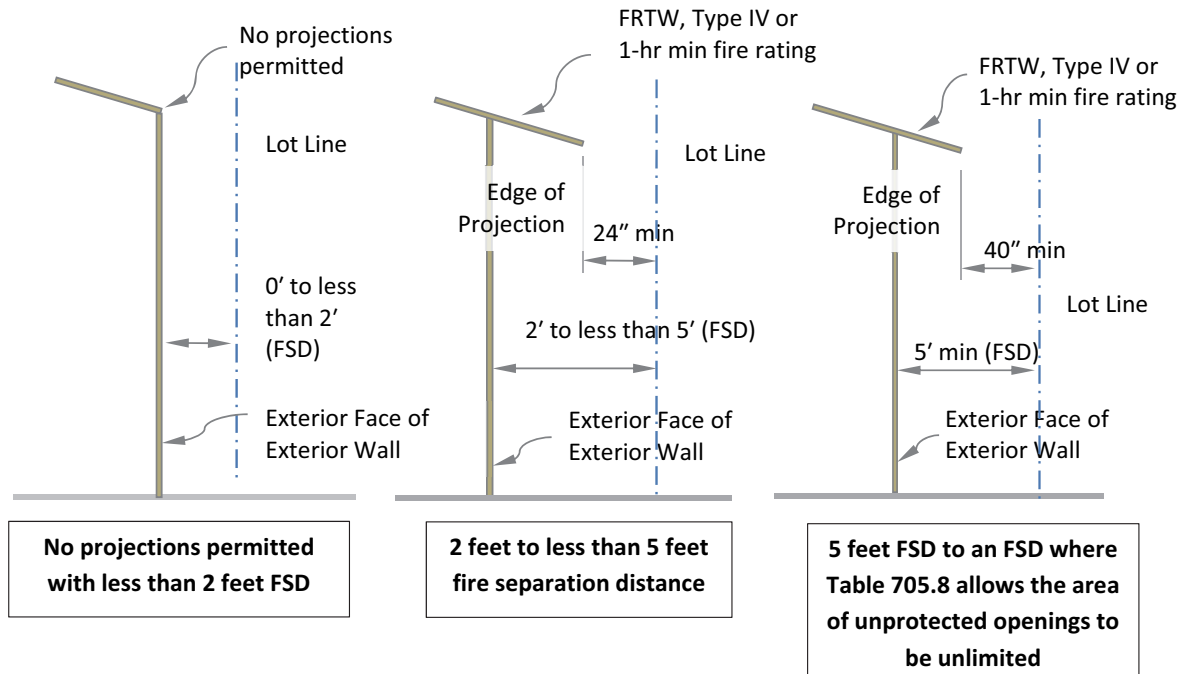 No projections
permitted
Lot Line
0′ to less
than 2′
(FSD)
Exterior Face of
Exterior Wall
No projections permitted
with less than 2 feet FSD
FRTW, Type IV or
1-hr min fire rating
Lot Line
Edge of
Projection
24″ min
2′ to less than 5′ (FSD)
Exterior Face of
Exterior Wall
2 feet to less than 5 feet
fire separation distance
FRTW, Type IV or
1-hr min fire rating
Edge of
Projection
40″ min
Lot Line
5′ min (FSD)
Exterior Face of
Exterior Wall
5 feet FSD to an FSD where
Table 705.8 allows the area
of unprotected openings to
be unlimited